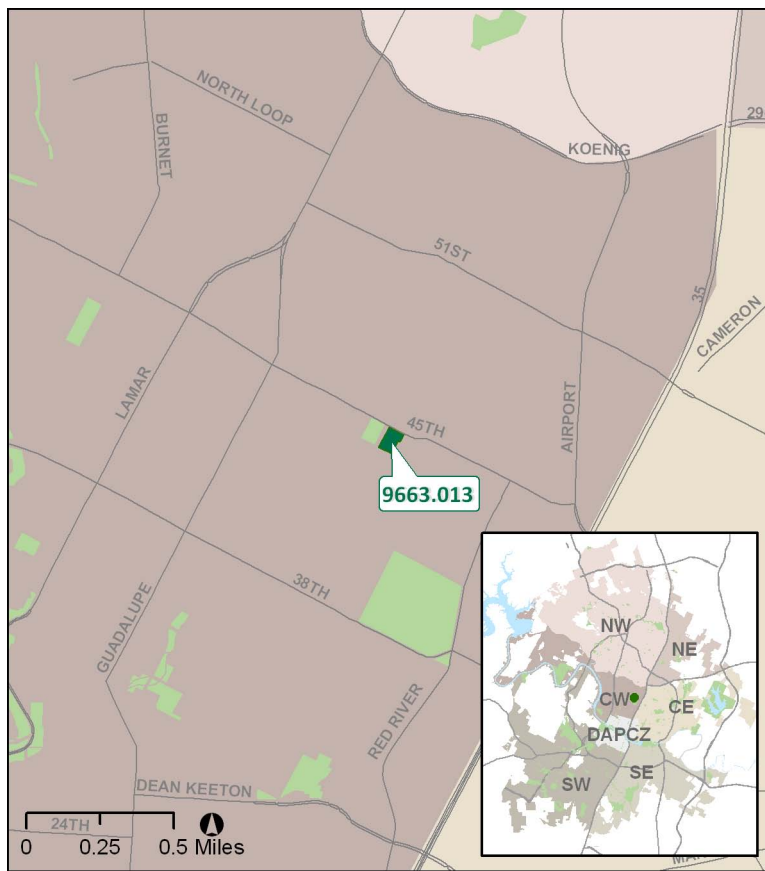 NORTH LOOP
BURNET
KOENIG
29
51ST
35
CAMERON
LAMAR
45TH
AIRPORT
9663.013
38TH
GUADALUPE
RED RIVER
DEAN KEETON
24TH
0 0.25 0.5 Miles
NW
NE
CW
CE
DAPCZ
SW
SE